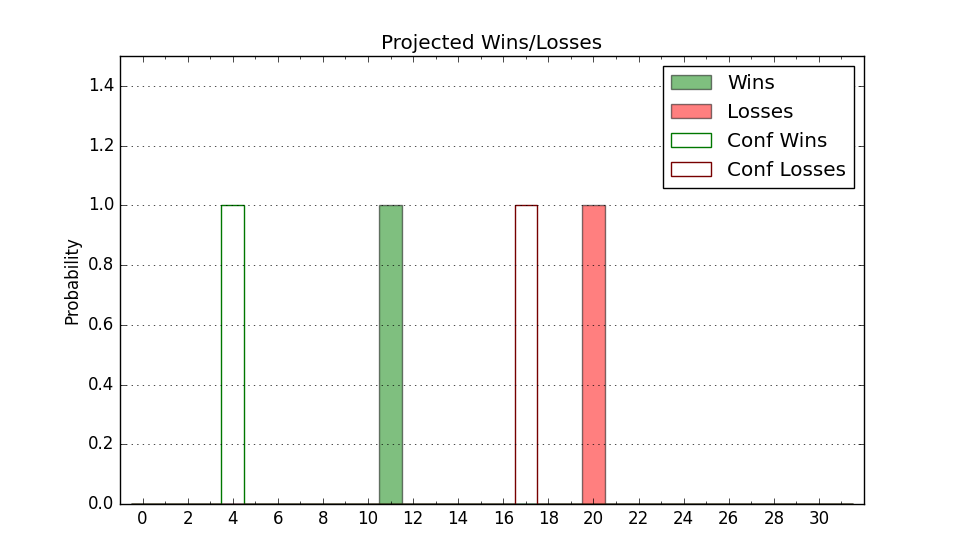 Projected Wins/Losses
Wins
Losses
Conf Wins
Conf Losses
Probability
1.4
1.2
1.0
0.8
0.6
0.4
0.2
0.0
0 2 4 6 8 10 12 14 16 18 20 22 24 26 28 30